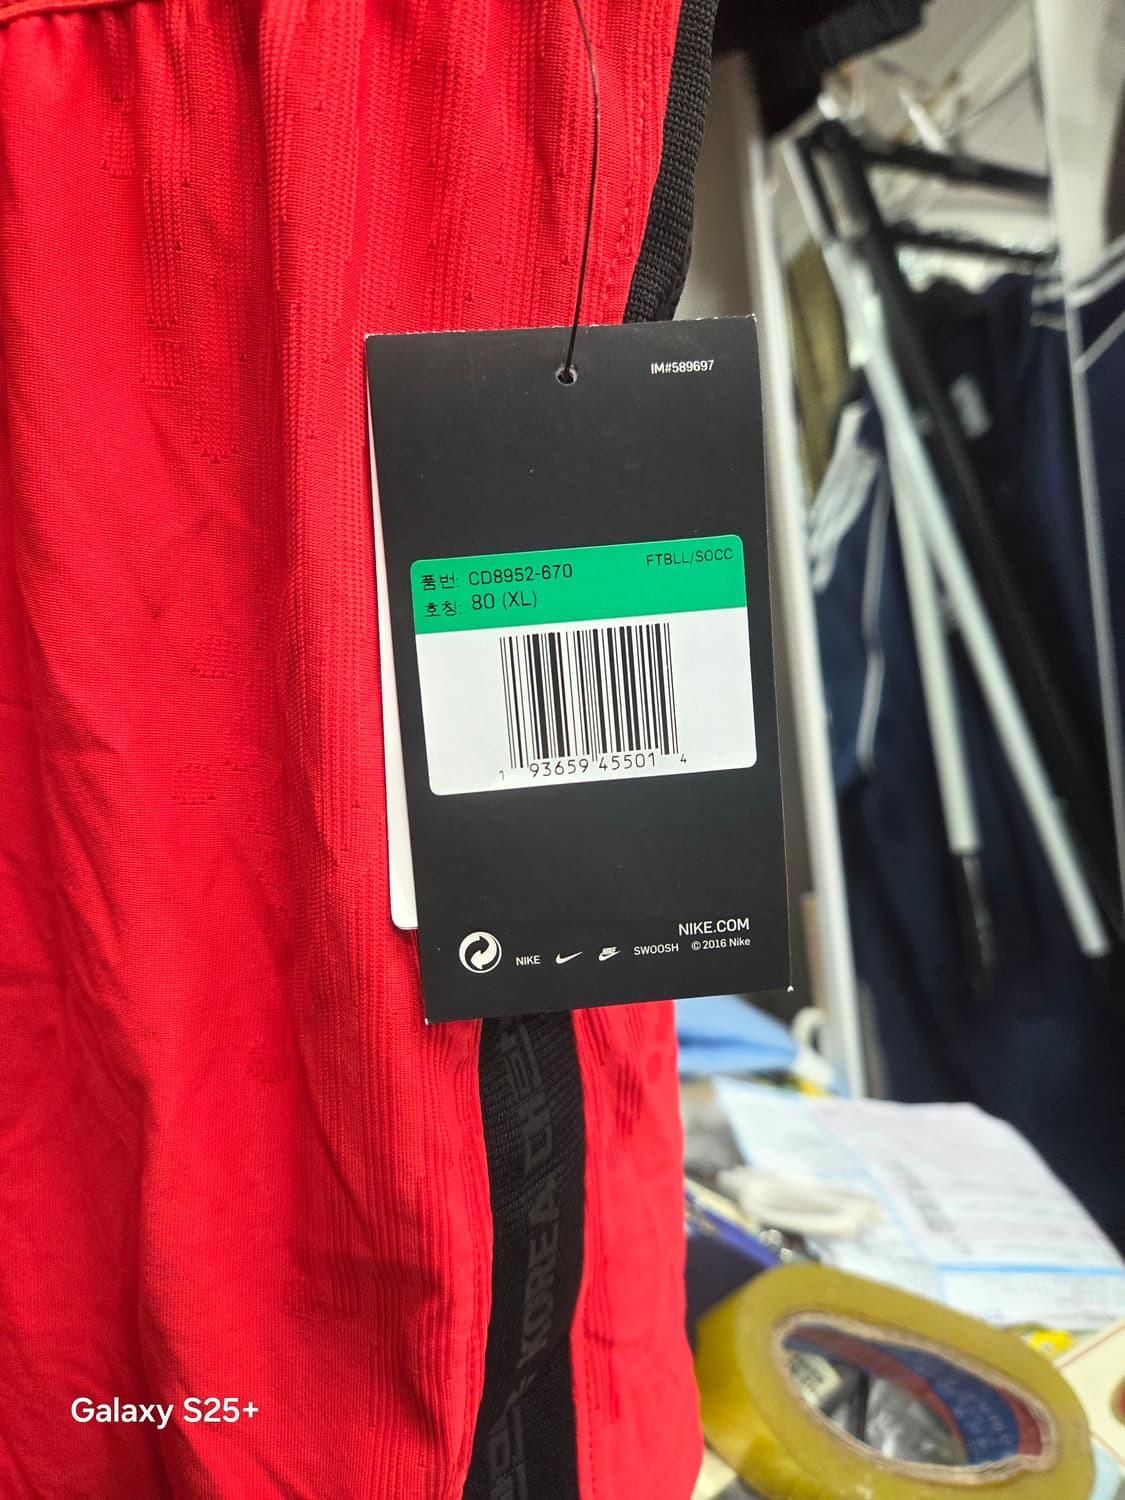 IM#589697
품번: CD8952-670
FTBLL/SOCC
호칭: 80 (XL)
1 93659 45501 4
NIKE.COM
NIKE SWOOSH © 2016 Nike
KOREA
Galaxy S25+